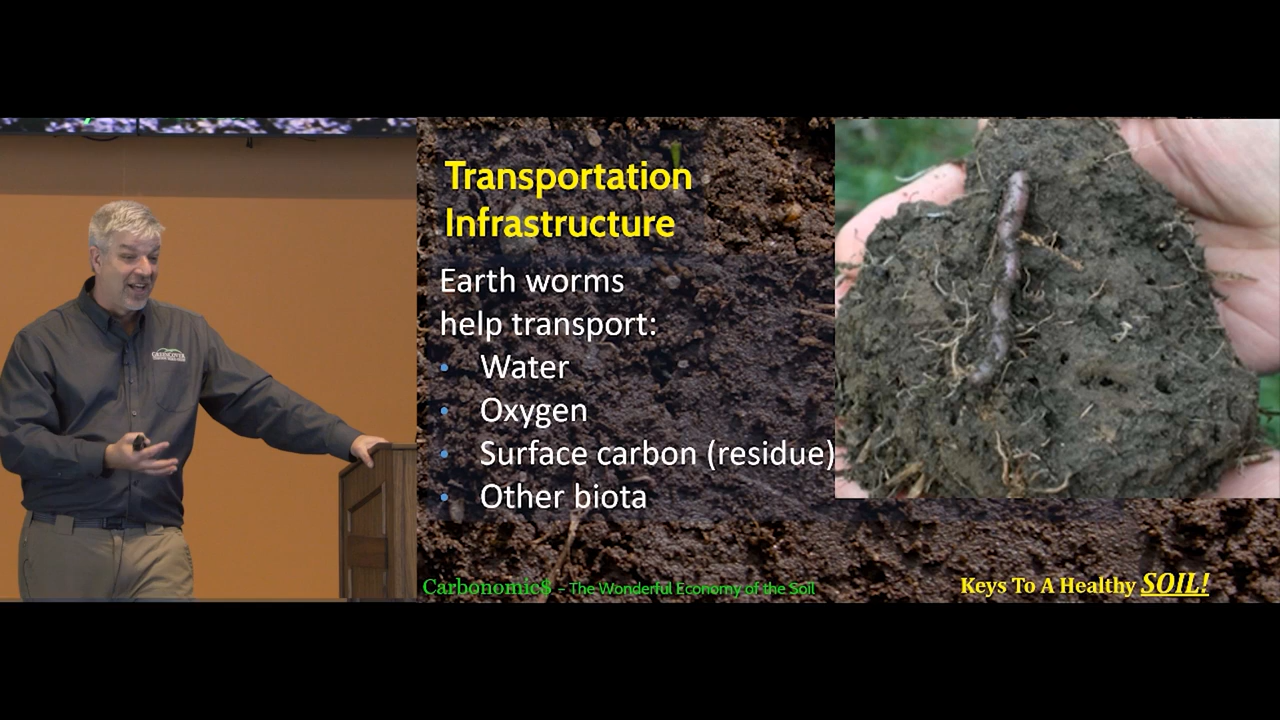 Transportation
Infrastructure
Earth worms
help transport:
• Water
• Oxygen
• Surface carbon (residue)
• Other biota
Carbonomic$ – The Wonderful Economy of the Soil
Keys To A Healthy SOIL!
GREENCOVER